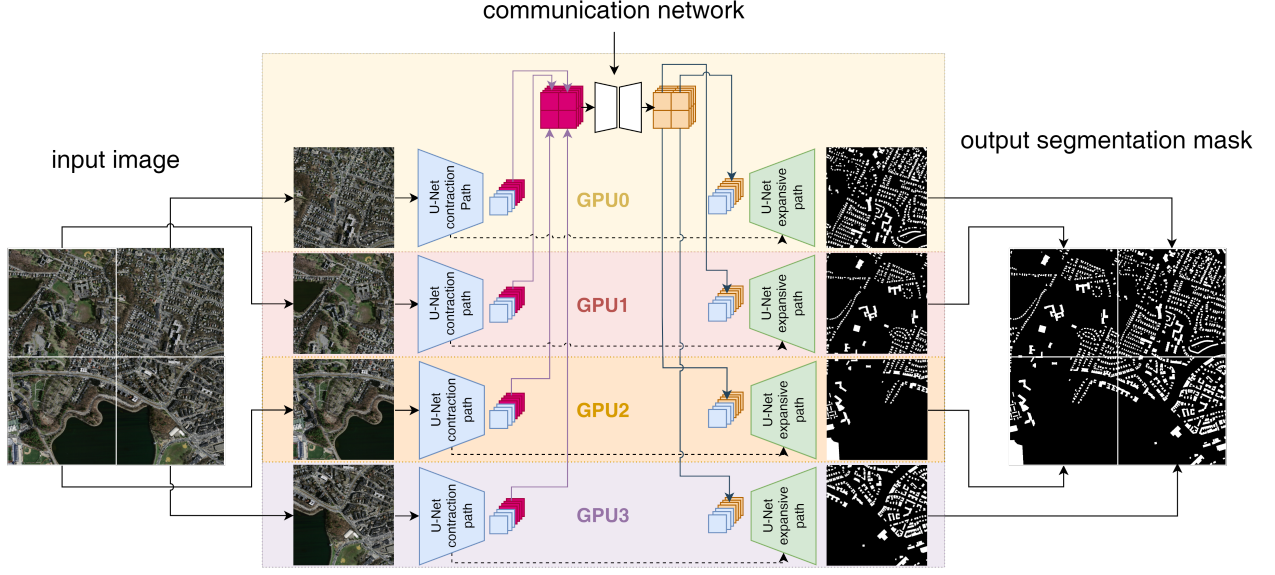 communication network
input image
output segmentation mask
U-Net
contraction
Path
GPU0
U-Net
expansive
path
U-Net
contraction
path
GPU1
U-Net
expansive
path
U-Net
contraction
path
GPU2
U-Net
expansive
path
U-Net
contraction
path
GPU3
U-Net
expansive
path